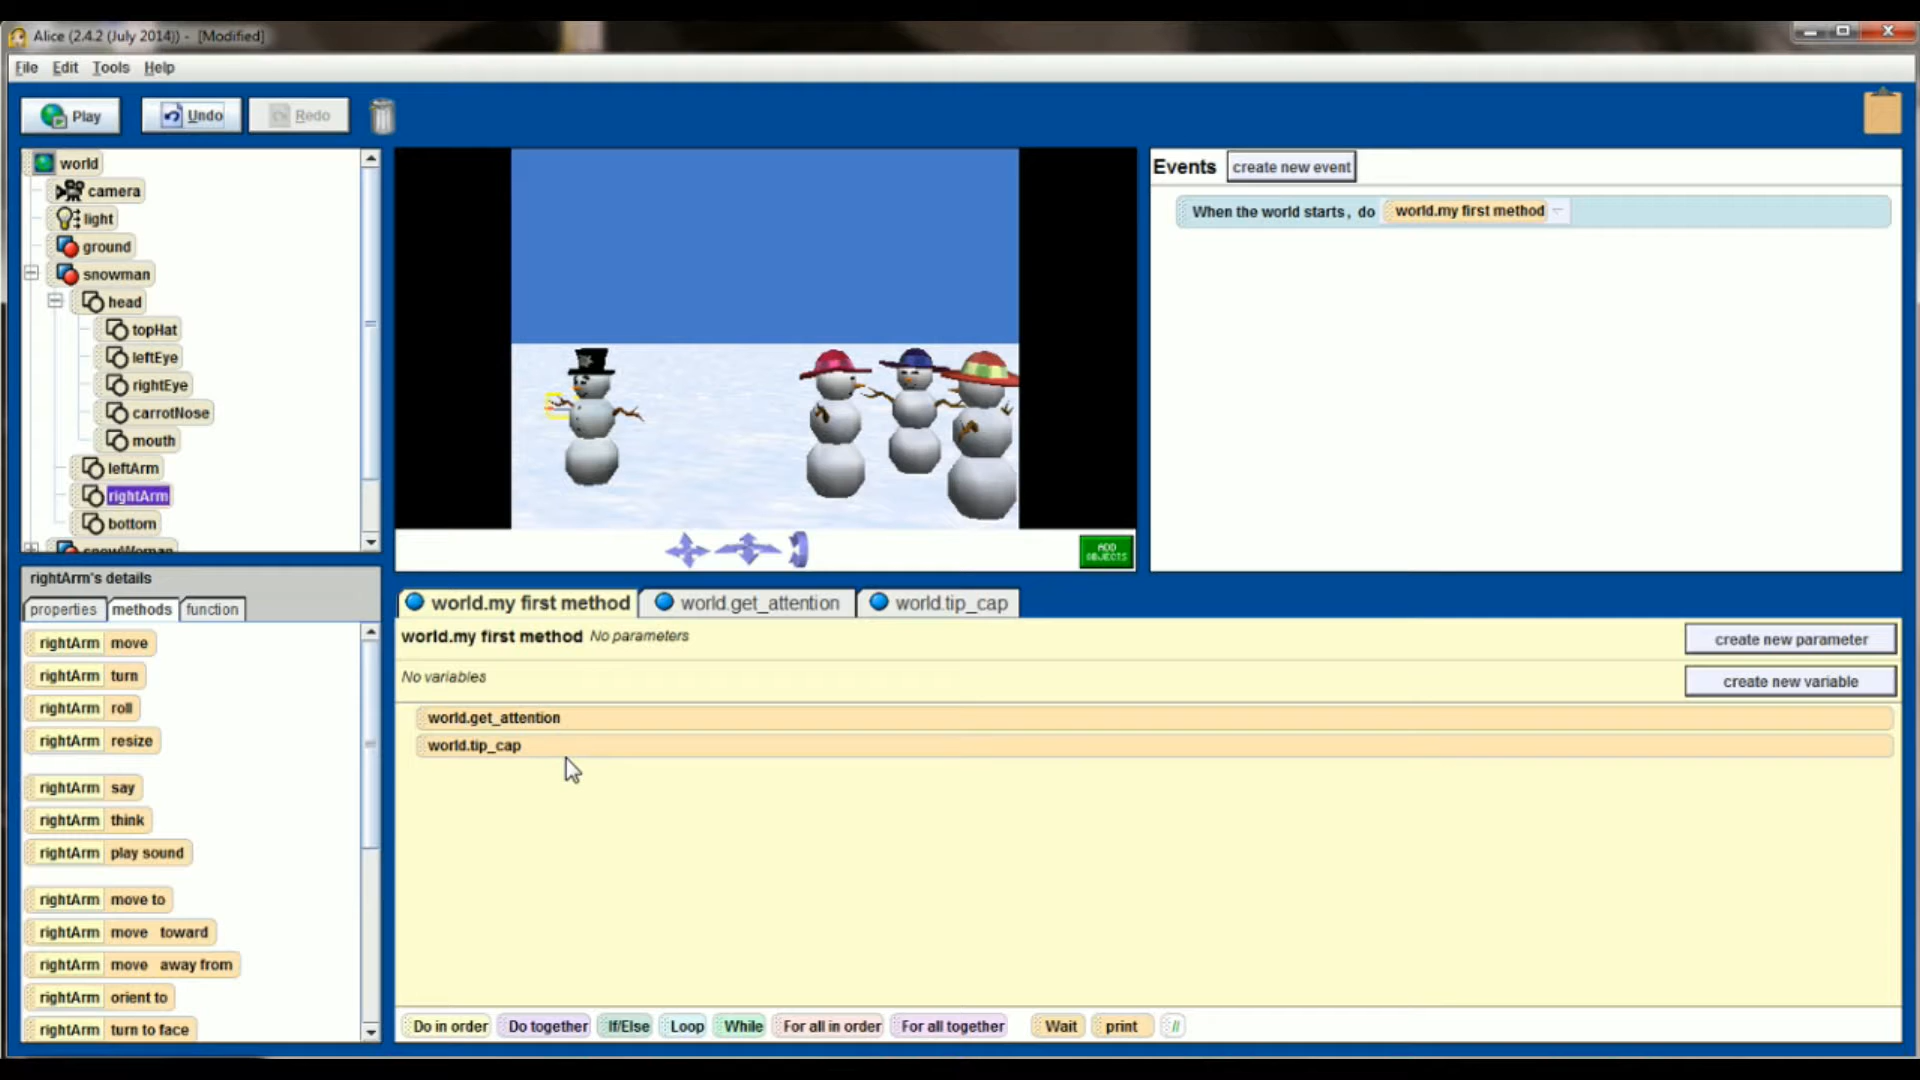 Alice (2.4.2 (July 2014)) - [Modified]
File Edit Tools Help
Play Undo Redo
world
camera
light
ground
snowman
head
topHat
leftEye
rightEye
carrotNose
mouth
leftArm
rightArm
bottom
snowWoman
ADD
OBJECTS
Events create new event
When the world starts, do world.my first method
rightArm's details
properties methods function
rightArm move
rightArm turn
rightArm roll
rightArm resize
rightArm say
rightArm think
rightArm play sound
rightArm move to
rightArm move toward
rightArm move away from
rightArm orient to
rightArm turn to face
world.my first method world.get_attention world.tip_cap
world.my first method No parameters
create new parameter
No variables
create new variable
world.get_attention
world.tip_cap
Do in order Do together If/Else Loop While For all in order For all together Wait print //